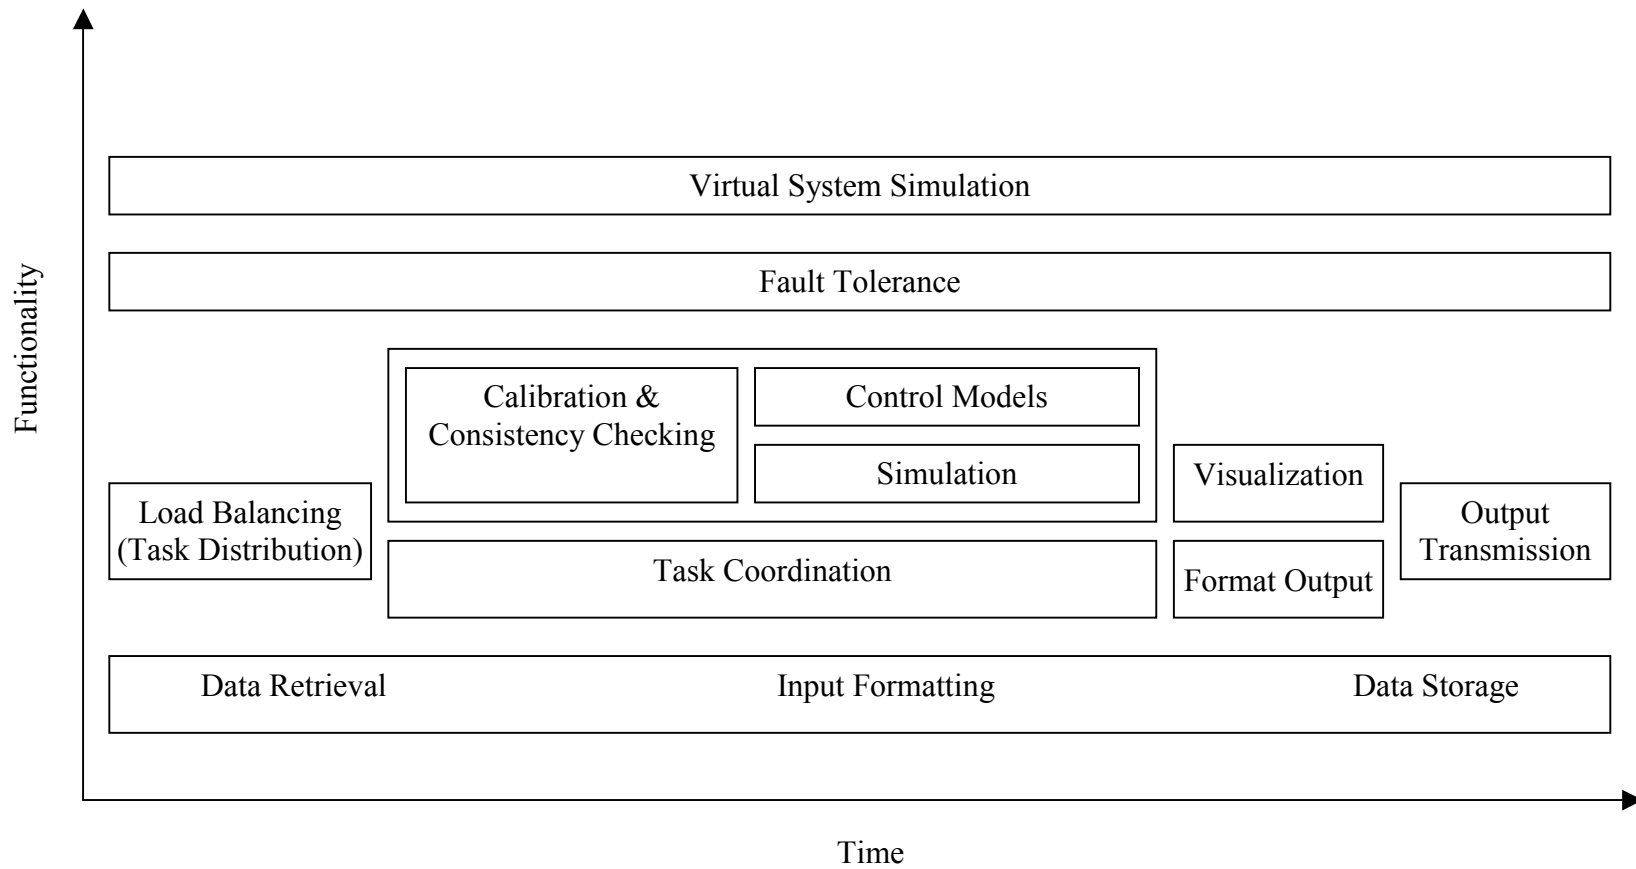 Functionality
Virtual System Simulation
Fault Tolerance
Calibration &
Consistency Checking
Control Models
Simulation
Load Balancing
(Task Distribution)
Task Coordination
Visualization
Format Output
Output
Transmission
Data Retrieval
Input Formatting
Data Storage
Time